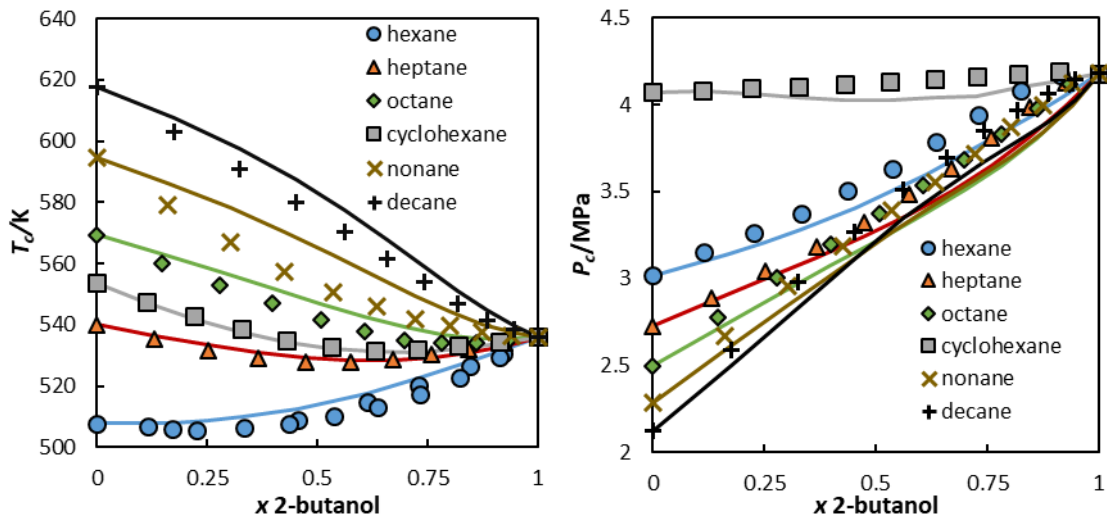 640
620
600
580
560
540
520
500
Tc/K
0
0.25
0.5
0.75
1
x 2-butanol
hexane
heptane
octane
cyclohexane
nonane
decane
4.5
4
3.5
3
2.5
2
Pc/MPa
0
0.25
0.5
0.75
1
x 2-butanol
hexane
heptane
octane
cyclohexane
nonane
decane